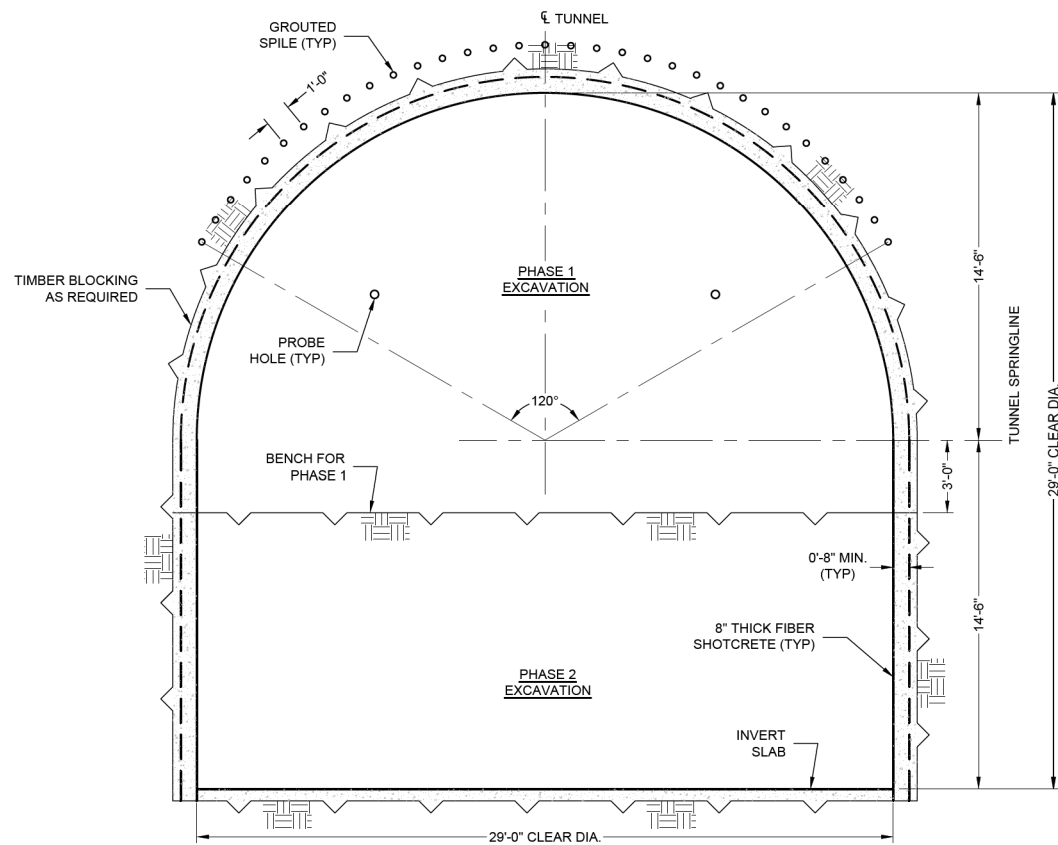 ℄ TUNNEL
GROUTED
SPILE (TYP)
1'-0"
TIMBER BLOCKING
AS REQUIRED
PHASE 1
EXCAVATION
14'-6"
PROBE
HOLE (TYP)
120°
TUNNEL SPRINGLINE
29'-0" CLEAR DIA.
BENCH FOR
PHASE 1
3'-0"
0'-8" MIN.
(TYP)
14'-6"
8" THICK FIBER
SHOTCRETE (TYP)
PHASE 2
EXCAVATION
INVERT
SLAB
29'-0" CLEAR DIA.